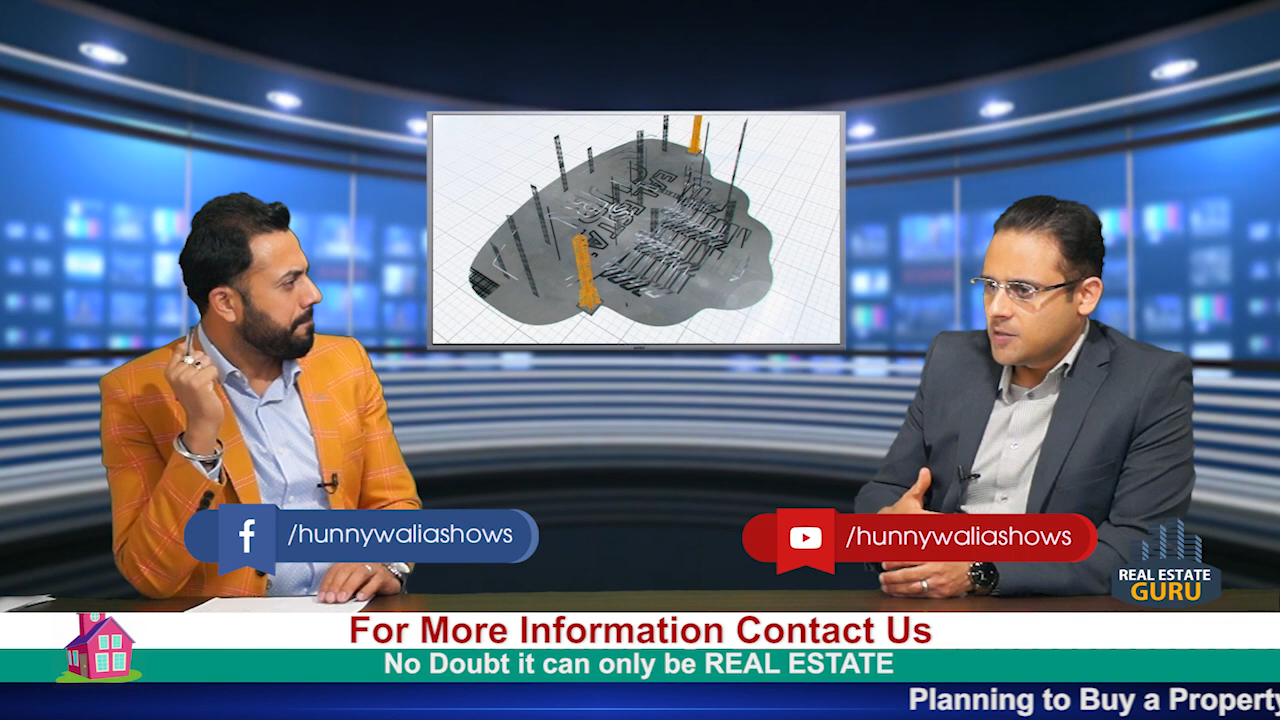 /hunnywaliashows
/hunnywaliashows
REAL ESTATE
GURU
For More Information Contact Us
No Doubt it can only be REAL ESTATE
Planning to Buy a Property